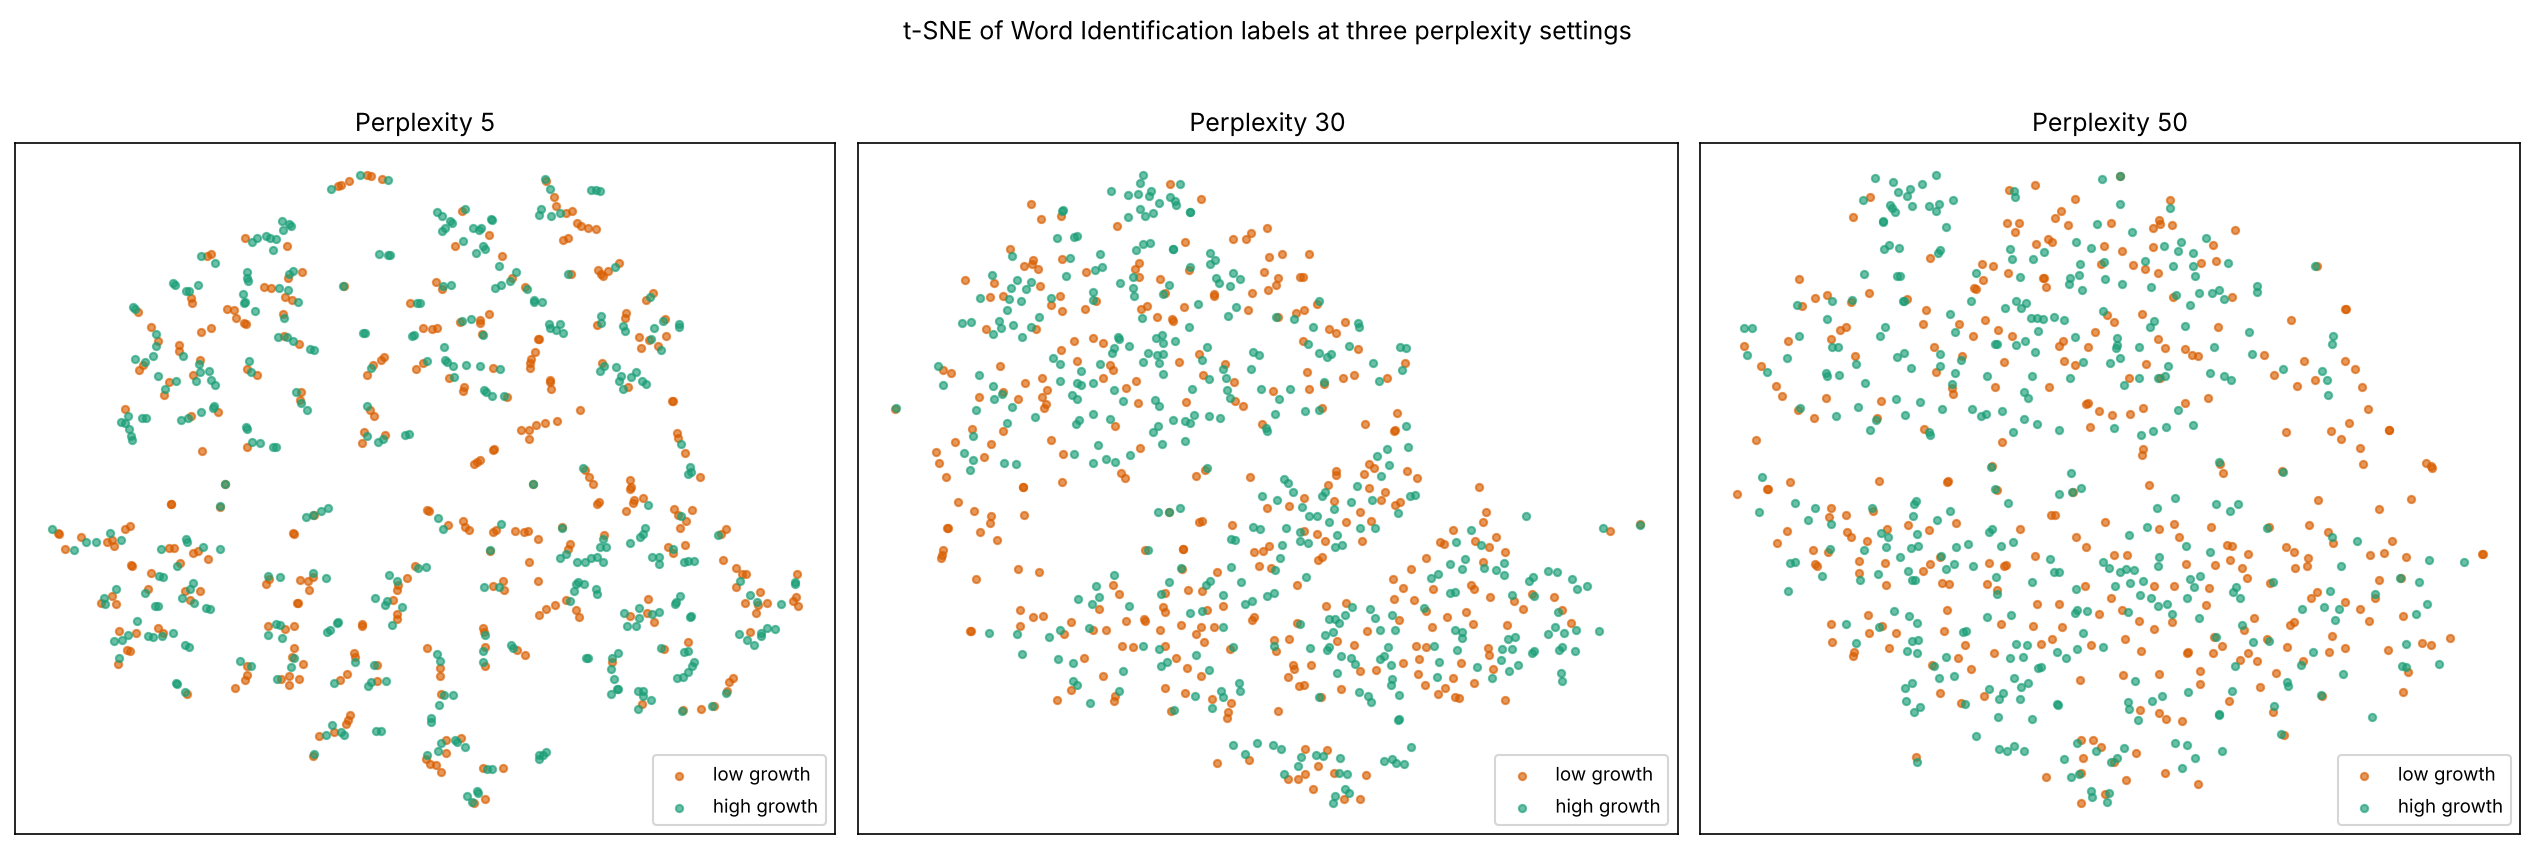 t-SNE of Word Identification labels at three perplexity settings
Perplexity 5
low growth
high growth
Perplexity 30
low growth
high growth
Perplexity 50
low growth
high growth